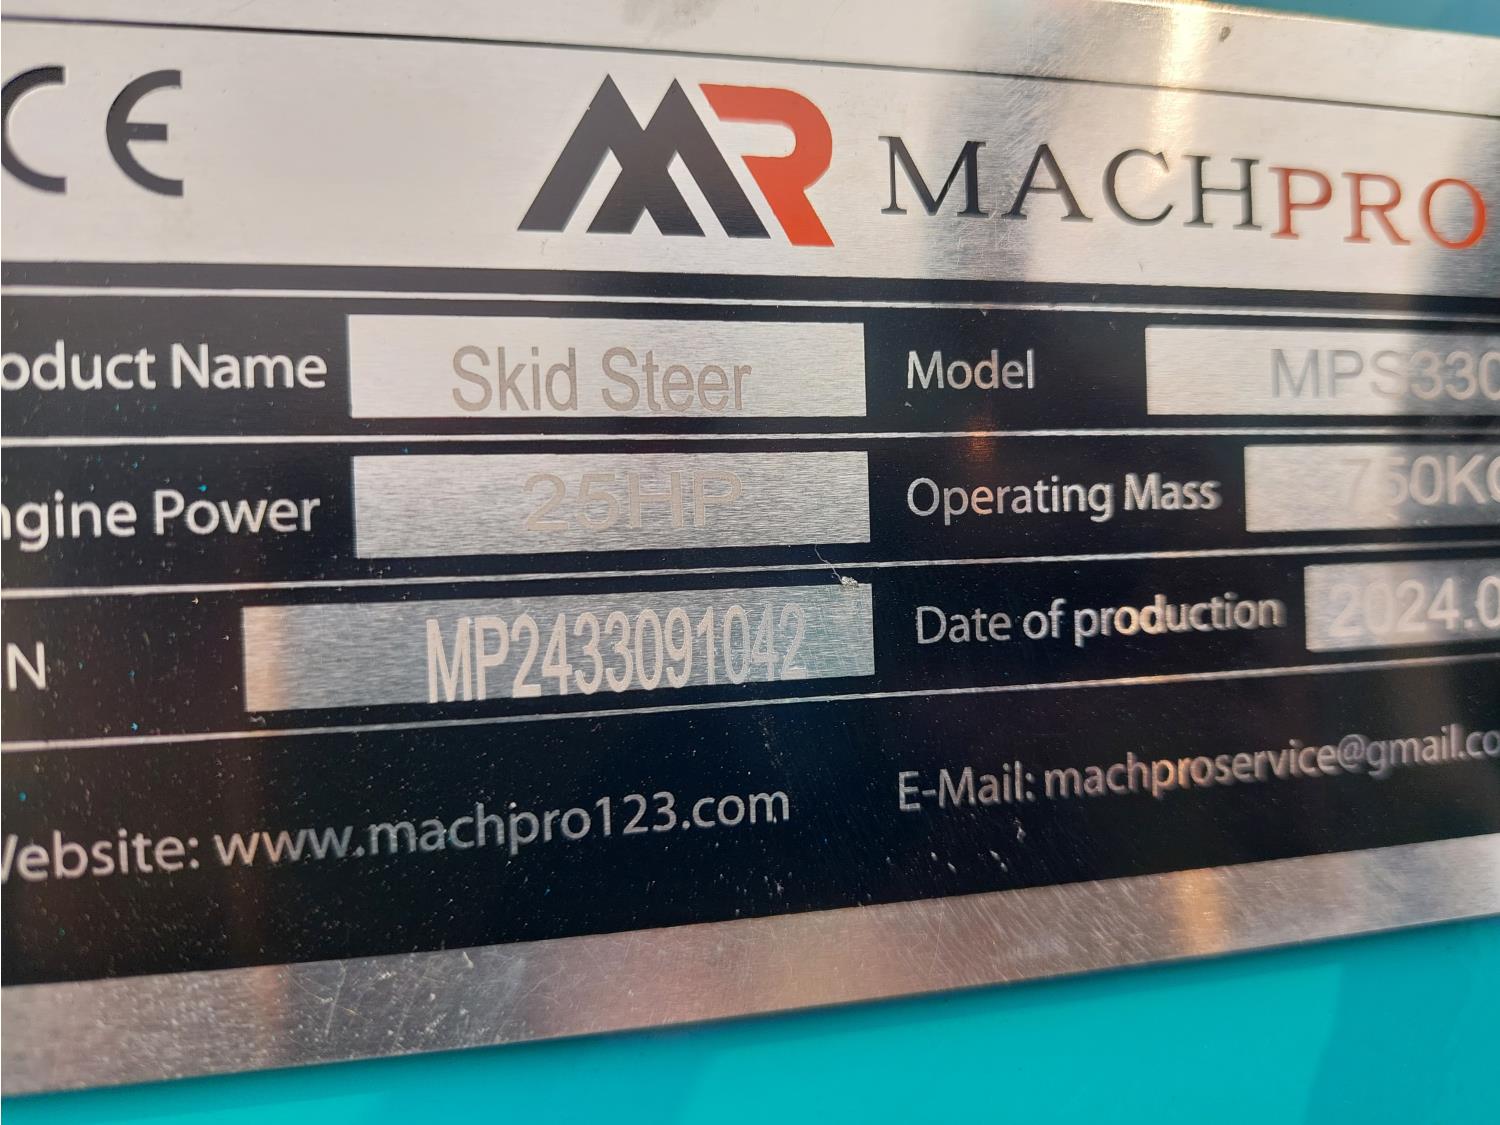 CE MR MACHPRO
oduct Name Skid Steer Model MPS330
ngine Power 25HP Operating Mass 750KG
IN MP2433091042 Date of production 2024.0
Website: www.machpro123.com E-Mail: machproservice@gmail.co